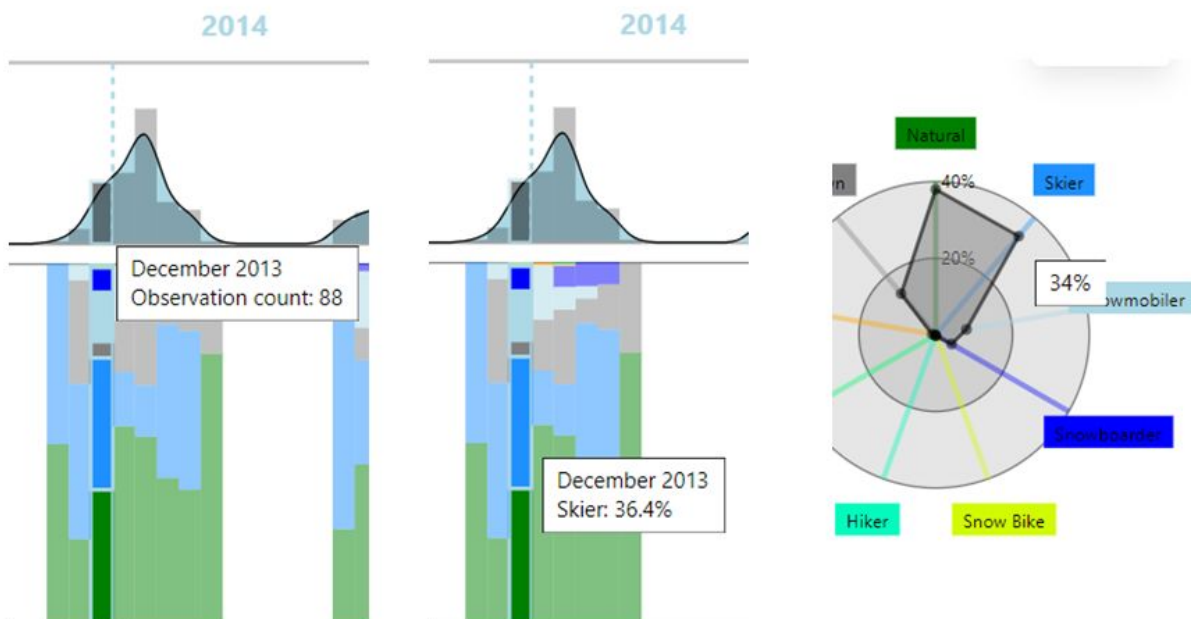 2014
December 2013
Observation count: 88
2014
December 2013
Skier: 36.4%
Natural
40%
Skier
20%
34%
Snowboarder
Hiker
Snow Bike